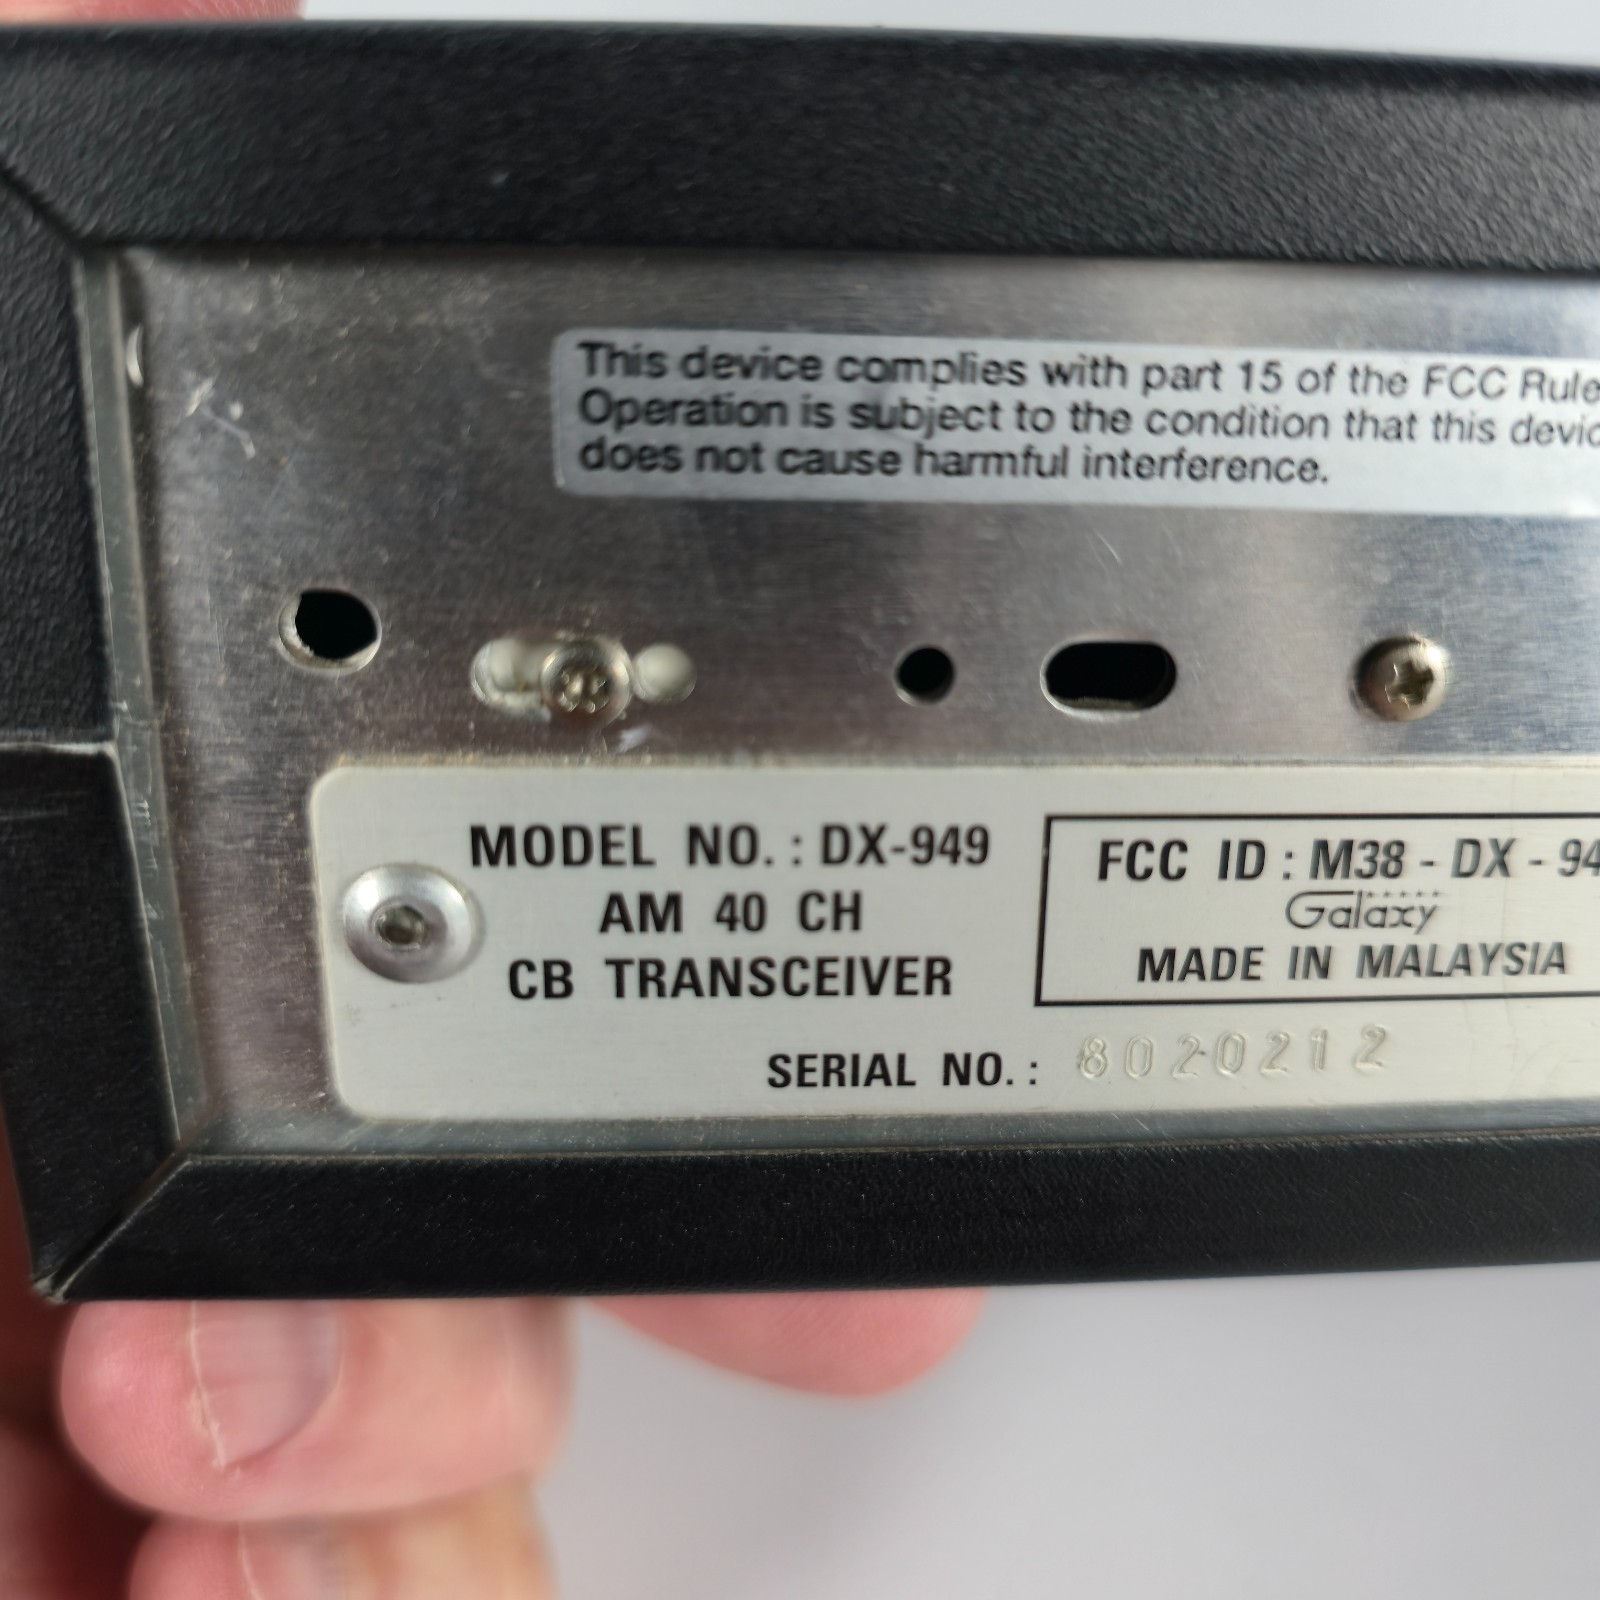 This device complies with part 15 of the FCC Rule
Operation is subject to the condition that this devic
does not cause harmful interference.
MODEL NO. : DX-949
AM 40 CH
CB TRANSCEIVER
FCC ID : M38 - DX - 94
Galaxy
MADE IN MALAYSIA
SERIAL NO. : 8020212